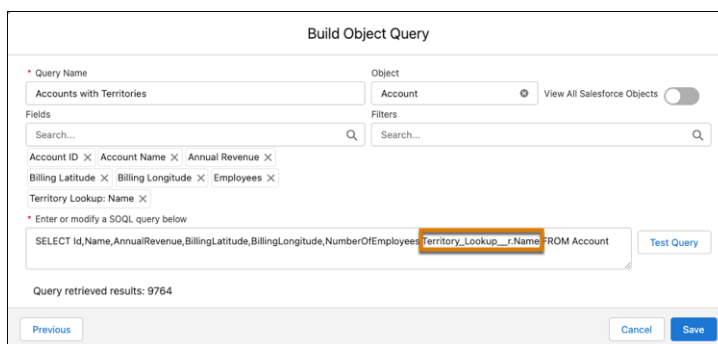 Build Object Query
* Query Name
Object
Accounts with Territories
Account
View All Salesforce Objects
Fields
Filters
Search...
Search...
Account ID X Account Name X Annual Revenue X
Billing Latitude X Billing Longitude X Employees X
Territory Lookup: Name X
* Enter or modify a SOQL query below
SELECT Id,Name,AnnualRevenue,BillingLatitude,BillingLongitude,NumberOfEmployees,Territory_Lookup__r.Name FROM Account
Test Query
Query retrieved results: 9764
Previous
Cancel
Save